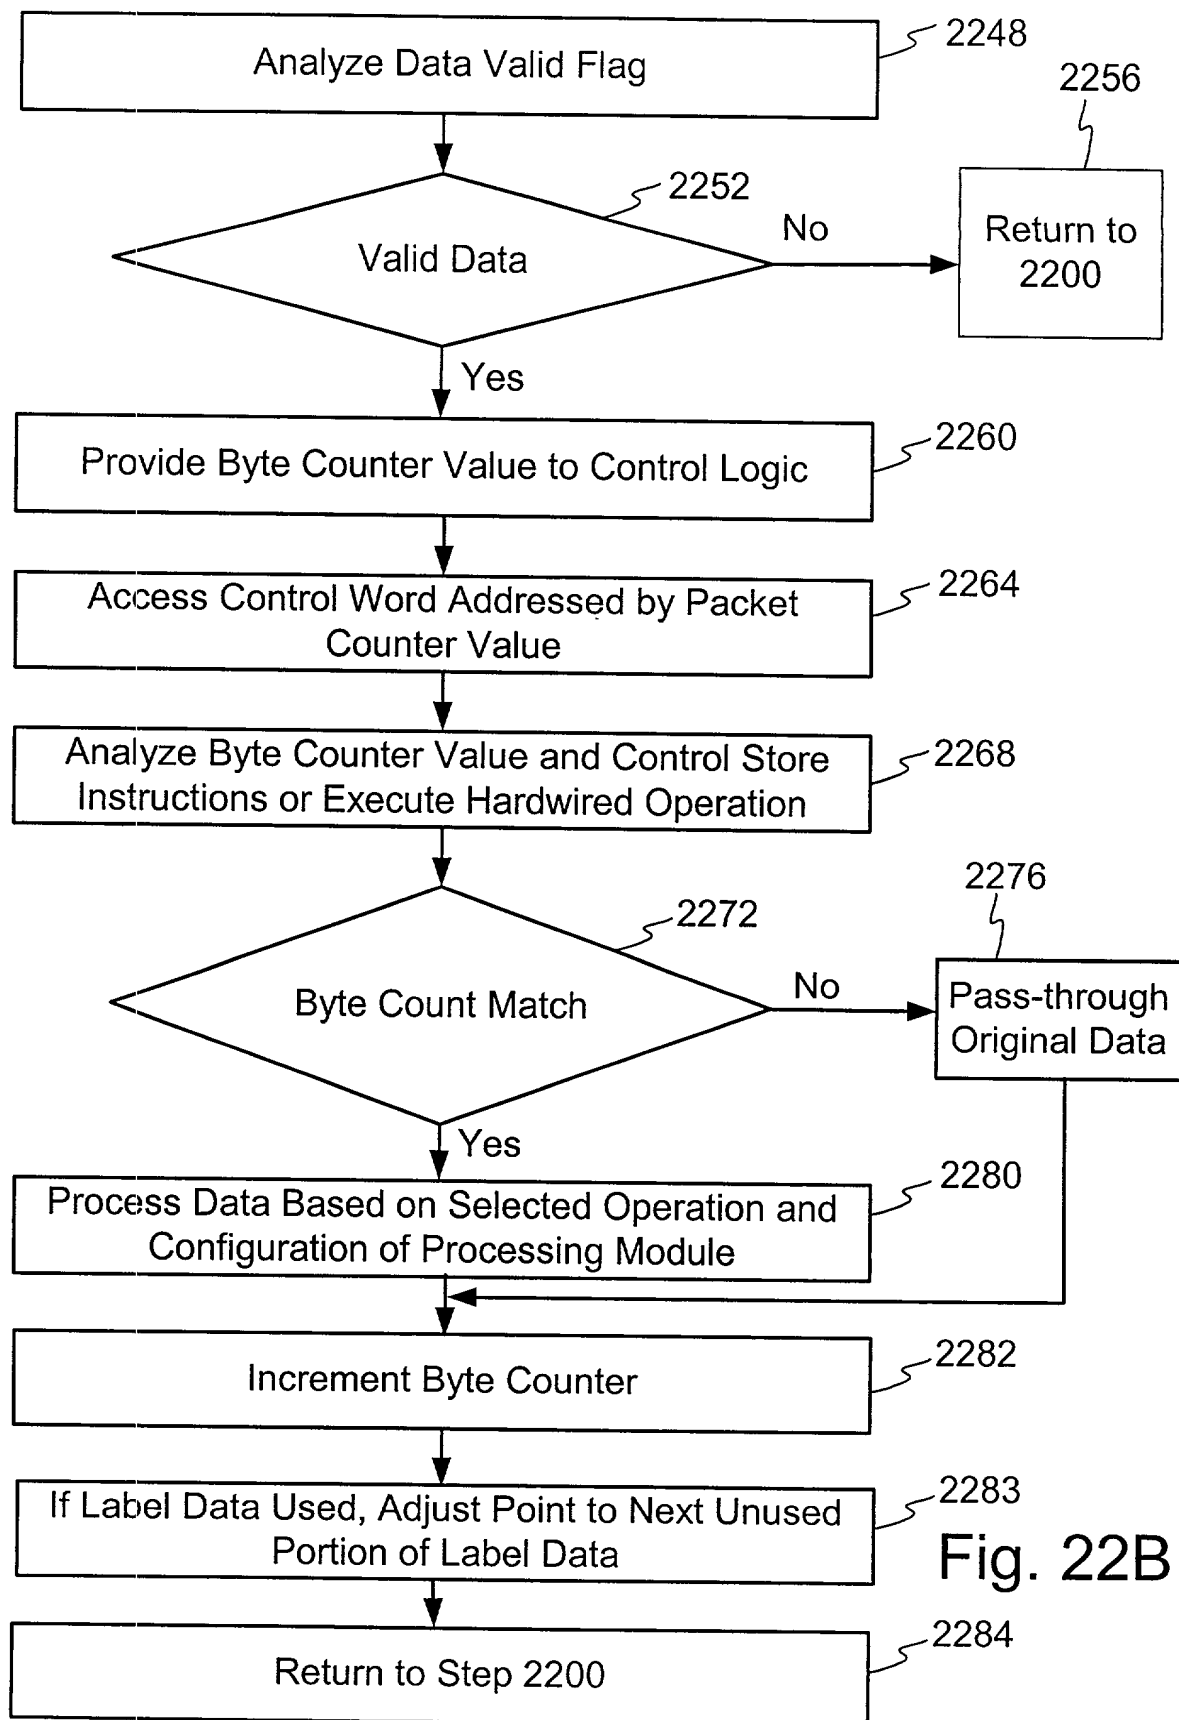 Analyze Data Valid Flag
2248
2256
2252
Valid Data
No
Return to
2200
Yes
Provide Byte Counter Value to Control Logic
2260
Access Control Word Addressed by Packet
Counter Value
2264
Analyze Byte Counter Value and Control Store
Instructions or Execute Hardwired Operation
2268
2276
2272
Byte Count Match
No
Pass-through
Original Data
Yes
Process Data Based on Selected Operation and
Configuration of Processing Module
2280
Increment Byte Counter
2282
If Label Data Used, Adjust Point to Next Unused
Portion of Label Data
2283
Fig. 22B
Return to Step 2200
2284